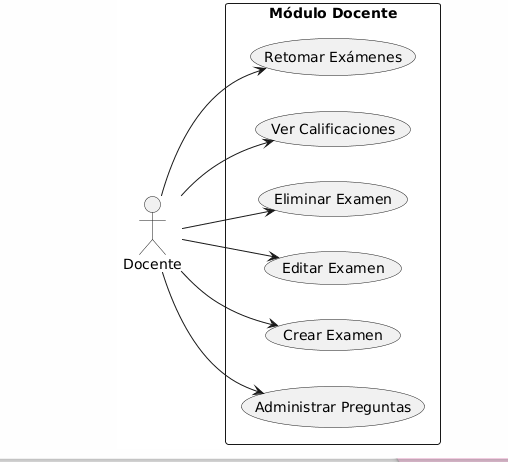 Módulo Docente
Retomar Exámenes
Ver Calificaciones
Eliminar Examen
Docente
Editar Examen
Crear Examen
Administrar Preguntas